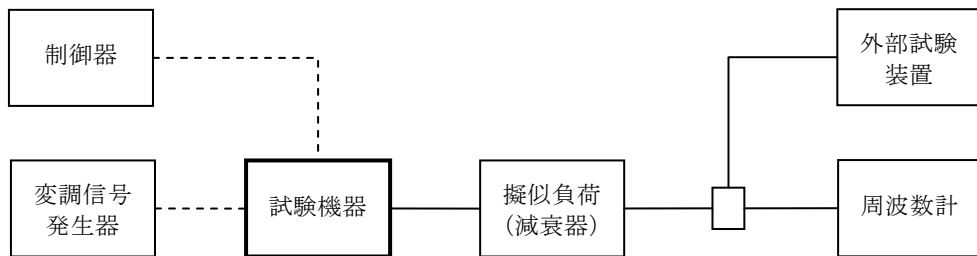 制御器
外部試験
装置
変調信号
発生器
試験機器
擬似負荷
(減衰器)
周波数計